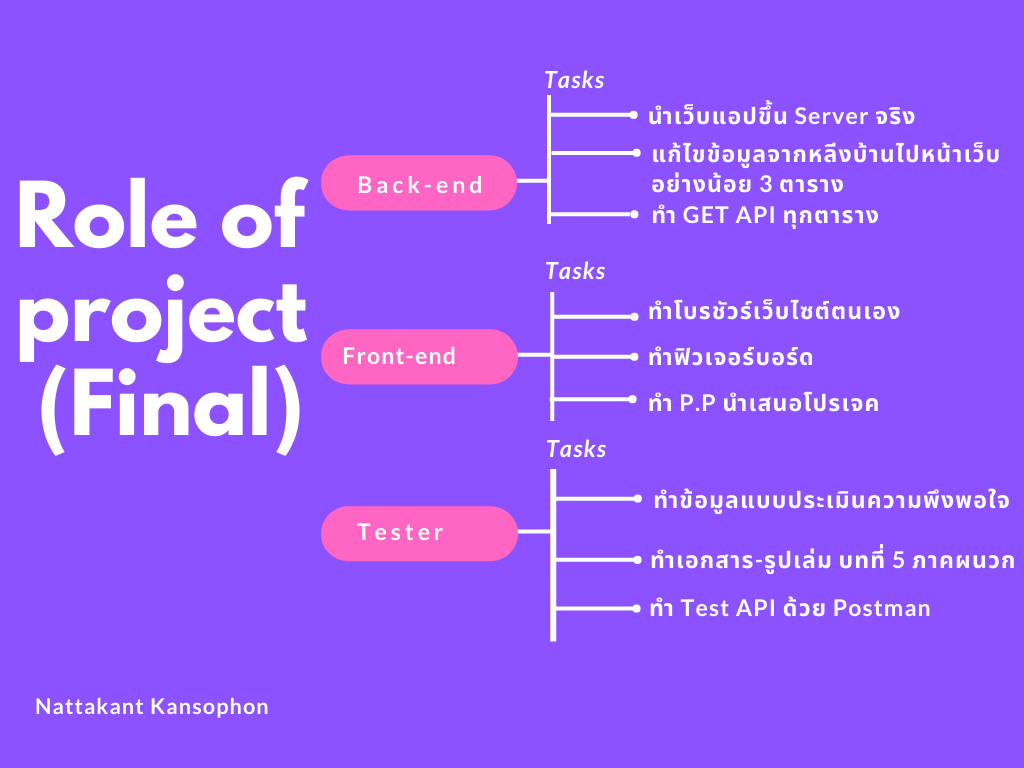 Role of
project
(Final)
Back-end
Tasks
นำเว็บแอปขึ้น Server จริง
แก้ไขข้อมูลจากหลังบ้านไปหน้าเว็บ
อย่างน้อย 3 ตาราง
ทำ GET API ทุกตาราง
Front-end
Tasks
ทำโบรชัวร์เว็บไซต์ตนเอง
ทำฟิวเจอร์บอร์ด
ทำ P.P นำเสนอโปรเจค
Tester
Tasks
ทำข้อมูลแบบประเมินความพึงพอใจ
ทำเอกสาร-รูปเล่ม บทที่ 5 ภาคผนวก
ทำ Test API ด้วย Postman
Nattakant Kansophon